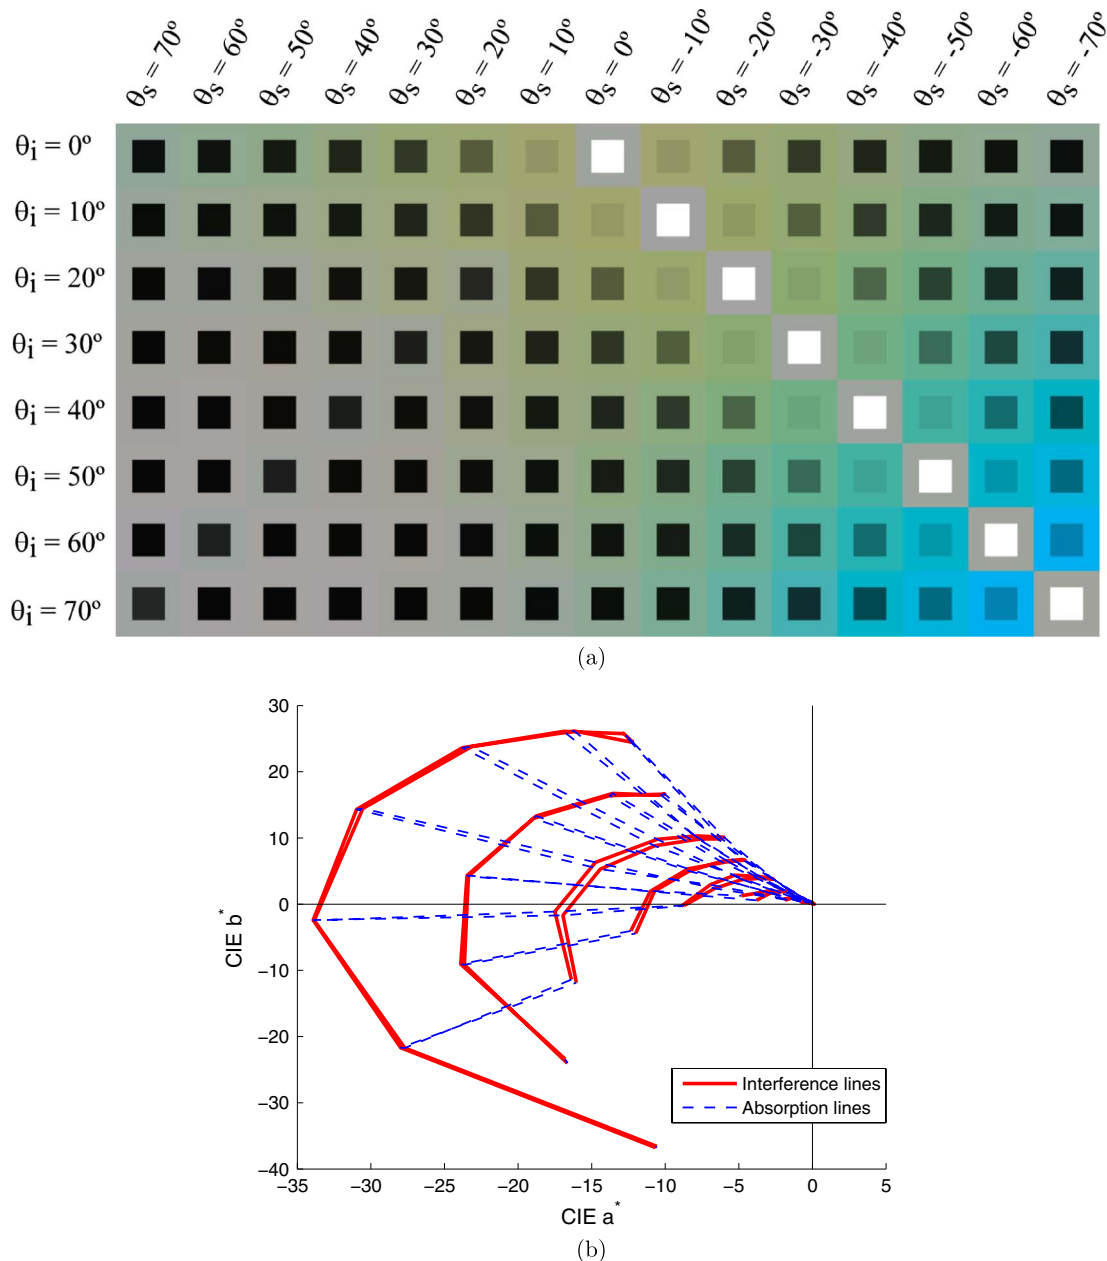 θs = 70º θs = 60º θs = 50º θs = 40º θs = 30º θs = 20º θs = 10º θs = 0º θs = -10º θs = -20º θs = -30º θs = -40º θs = -50º θs = -60º θs = -70º
θi = 0º
θi = 10º
θi = 20º
θi = 30º
θi = 40º
θi = 50º
θi = 60º
θi = 70º
(a)
30
20
10
0
−10
−20
−30
−40
CIE b*
Interference lines
Absorption lines
−35 −30 −25 −20 −15 −10 −5 0 5
CIE a*
(b)